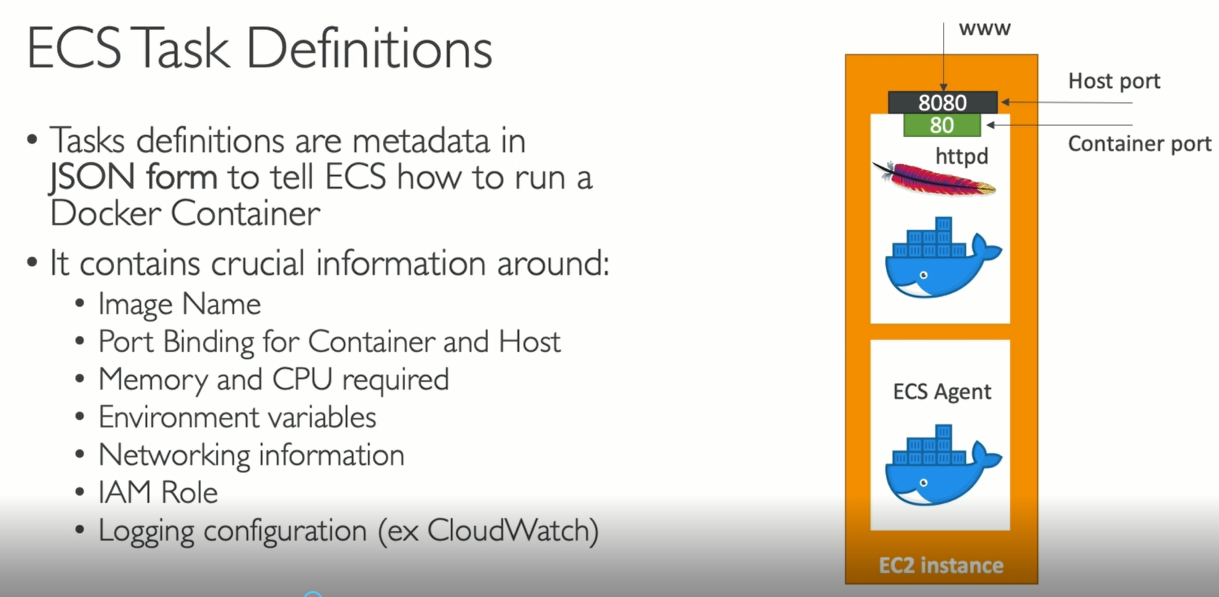 ECS Task Definitions
• Tasks definitions are metadata in
JSON form to tell ECS how to run a
Docker Container
• It contains crucial information around:
• Image Name
• Port Binding for Container and Host
• Memory and CPU required
• Environment variables
• Networking information
• IAM Role
• Logging configuration (ex CloudWatch)
www
Host port
8080
80
Container port
httpd
ECS Agent
EC2 instance